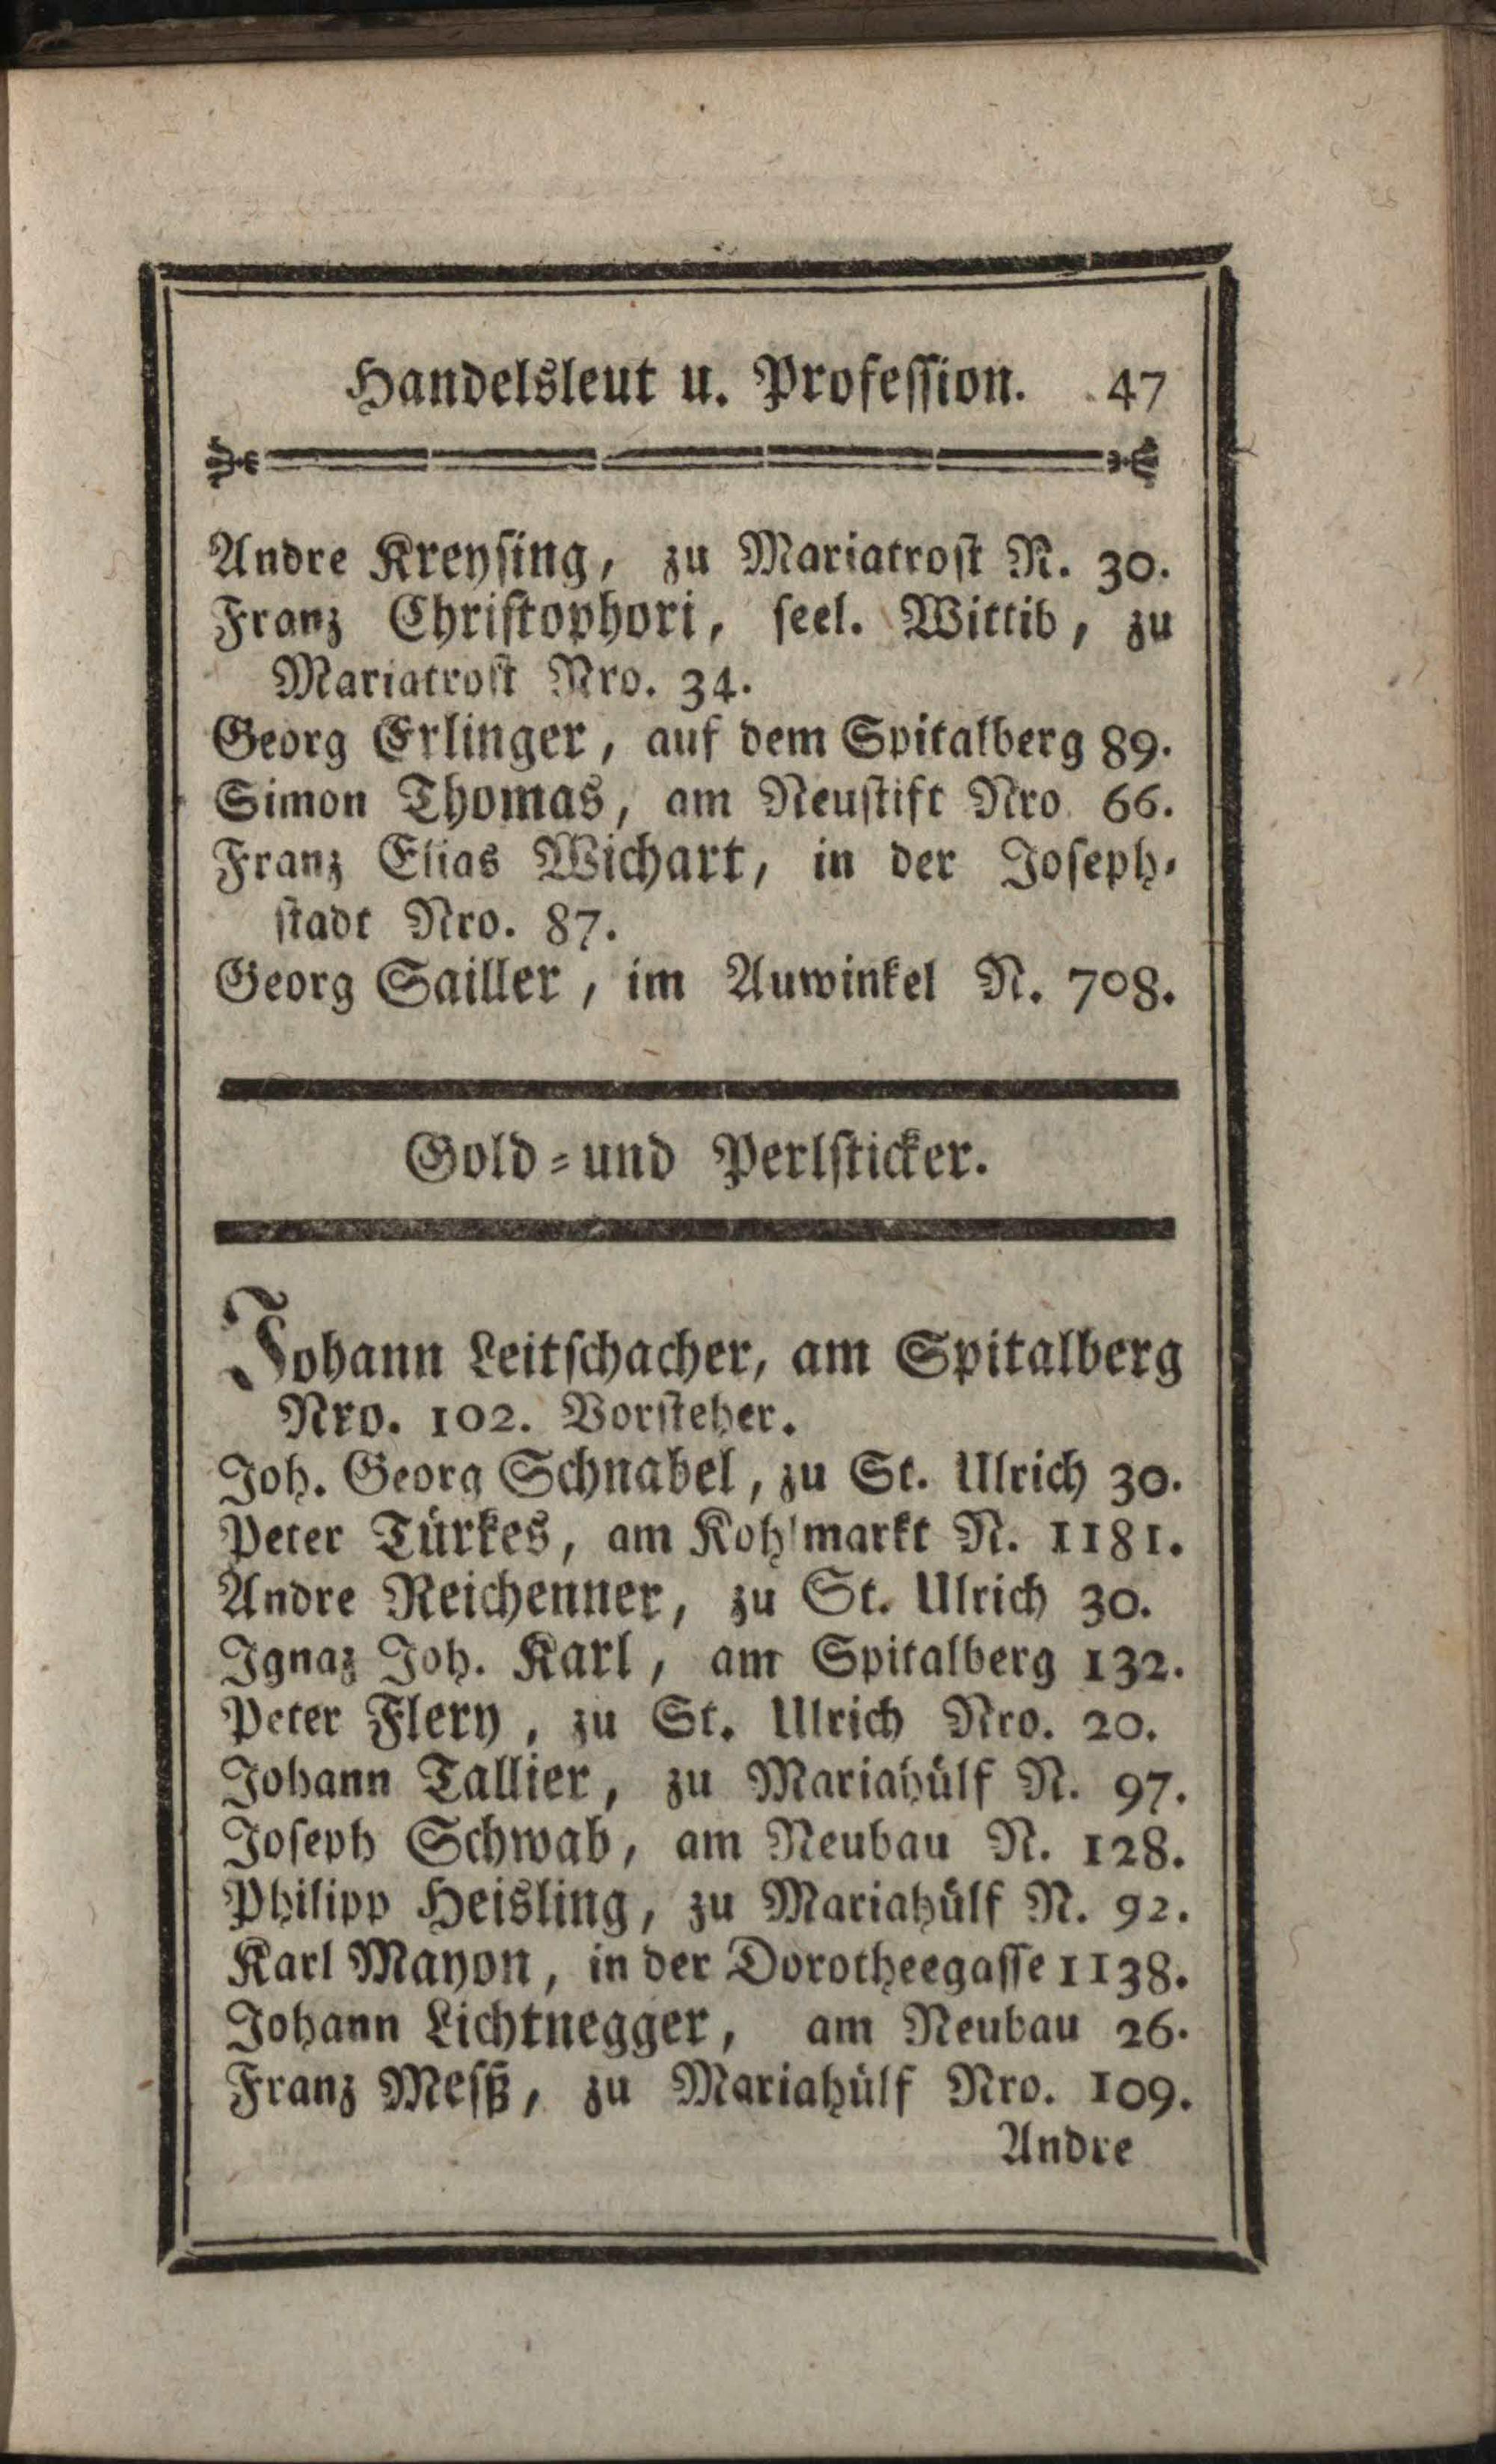 Handelsleut u. Profession. 47
Andre Kreysing, zu Mariatrost N. 30.
Franz Christophori, seel. Wittib, zu
Mariatrost Nro. 34.
Georg Erlinger, auf dem Spitalberg 89.
Simon Thomas, am Neustift Nro. 66.
Franz Elias Wichart, in der Joseph-
stadt Nro. 87.
Georg Sailler, im Auwinkel N. 708.
Gold-und Perlsticker.
Johann Leitschacher, am Spitalberg
Nro. 102. Vorsteher.
Joh. Georg Schnabel, zu St. Ulrich 30.
Peter Türkes, am Kohlmarkt N. 1181.
Andre Reichenner, zu St. Ulrich 30.
Ignaz Joh. Karl, am Spitalberg 132.
Peter Flery, zu St. Ulrich Nro. 20.
Johann Tallier, zu Mariahülf N. 97.
Joseph Schwab, am Neubau N. 128.
Philipp Heisling, zu Mariahülf N. 92.
Karl Mayon, in der Dorotheegasse 1138.
Johann Lichtnegger, am Neubau 26.
Franz Mesß, zu Mariahülf Nro. 109.
Andre